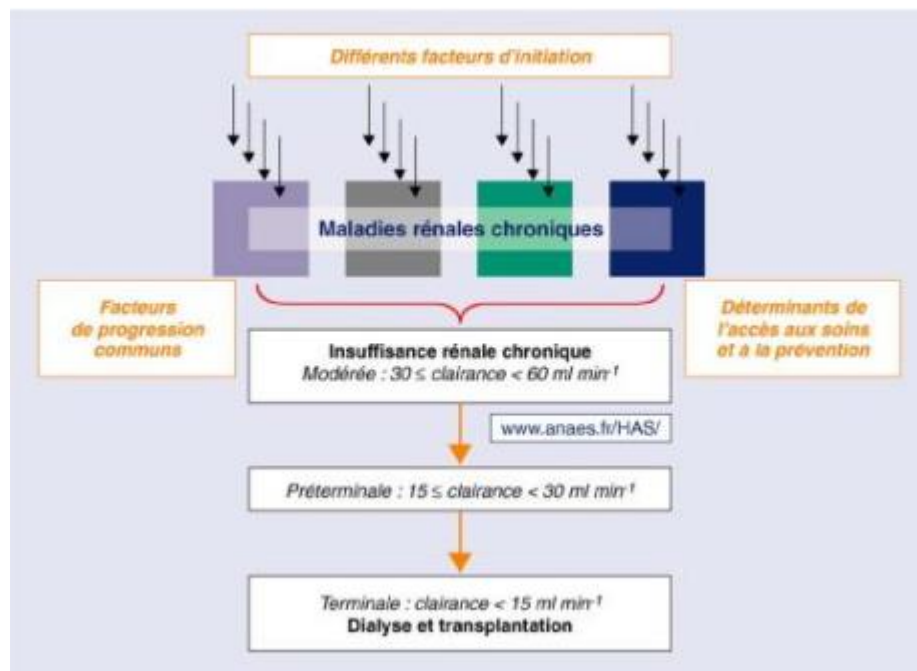 Différents facteurs d'initiation
Maladies rénales chroniques
Facteurs
de progression
communs
Déterminants de
l'accès aux soins
et à la prévention
Insuffisance rénale chronique
Modérée : 30 ≤ clairance < 60 ml min⁻¹
www.anaes.fr/HAS/
Préterminale : 15 ≤ clairance < 30 ml min⁻¹
Terminale : clairance < 15 ml min⁻¹
Dialyse et transplantation